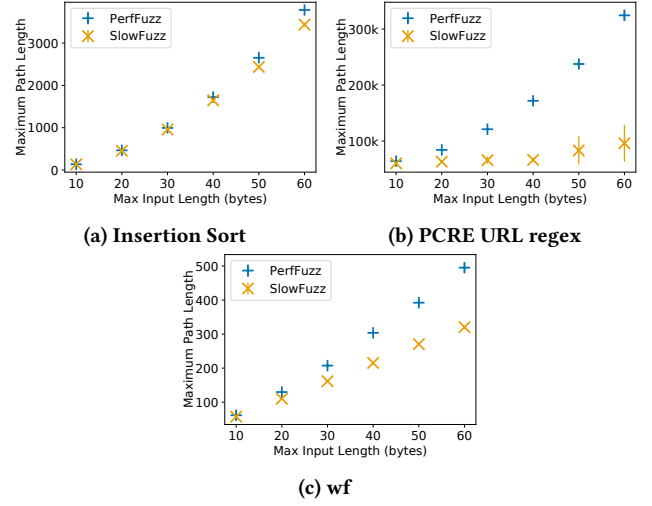 PerfFuzz
SlowFuzz
Maximum Path Length
3000
2000
1000
0
10 20 30 40 50 60
Max Input Length (bytes)
(a) Insertion Sort
PerfFuzz
SlowFuzz
Maximum Path Length
300k
200k
100k
10 20 30 40 50 60
Max Input Length (bytes)
(b) PCRE URL regex
PerfFuzz
SlowFuzz
Maximum Path Length
500
400
300
200
100
10 20 30 40 50 60
Max Input Length (bytes)
(c) wf